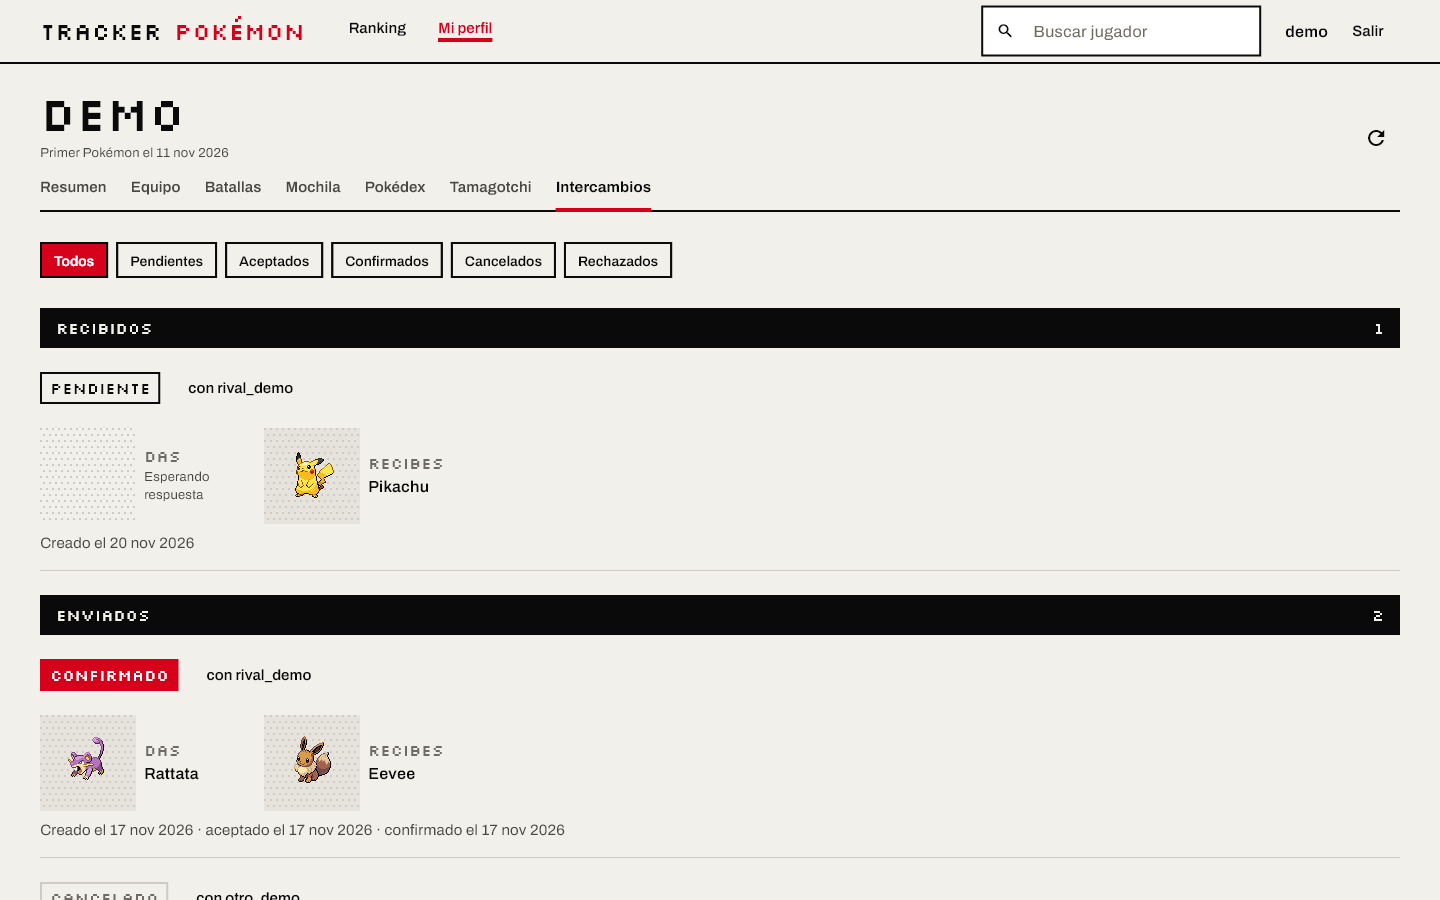 TRACKER POKÉMON
Ranking
Mi perfil
Buscar jugador
demo
Salir
DEMO
Primer Pokémon el 11 nov 2026
Resumen
Equipo
Batallas
Mochila
Pokédex
Tamagotchi
Intercambios
Todos
Pendientes
Aceptados
Confirmados
Cancelados
Rechazados
RECIBIDOS
1
PENDIENTE
con rival_demo
DAS
Esperando
respuesta
RECIBES
Pikachu
Creado el 20 nov 2026
ENVIADOS
2
CONFIRMADO
con rival_demo
DAS
Rattata
RECIBES
Eevee
Creado el 17 nov 2026 · aceptado el 17 nov 2026 · confirmado el 17 nov 2026
CANCELADO
con otro_demo